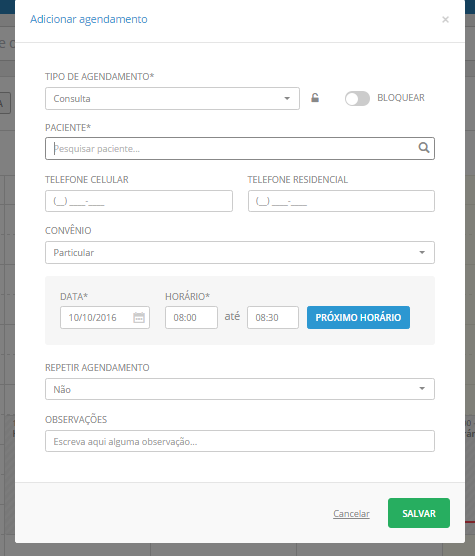 Adicionar agendamento ×
TIPO DE AGENDAMENTO*
Consulta
BLOQUEAR
PACIENTE*
Pesquisar paciente...
TELEFONE CELULAR TELEFONE RESIDENCIAL
(__) ____-____ (__) ____-____
CONVÊNIO
Particular
DATA* HORÁRIO*
10/10/2016 08:00 até 08:30 PRÓXIMO HORÁRIO
REPETIR AGENDAMENTO
Não
OBSERVAÇÕES
Escreva aqui alguma observação...
Cancelar SALVAR